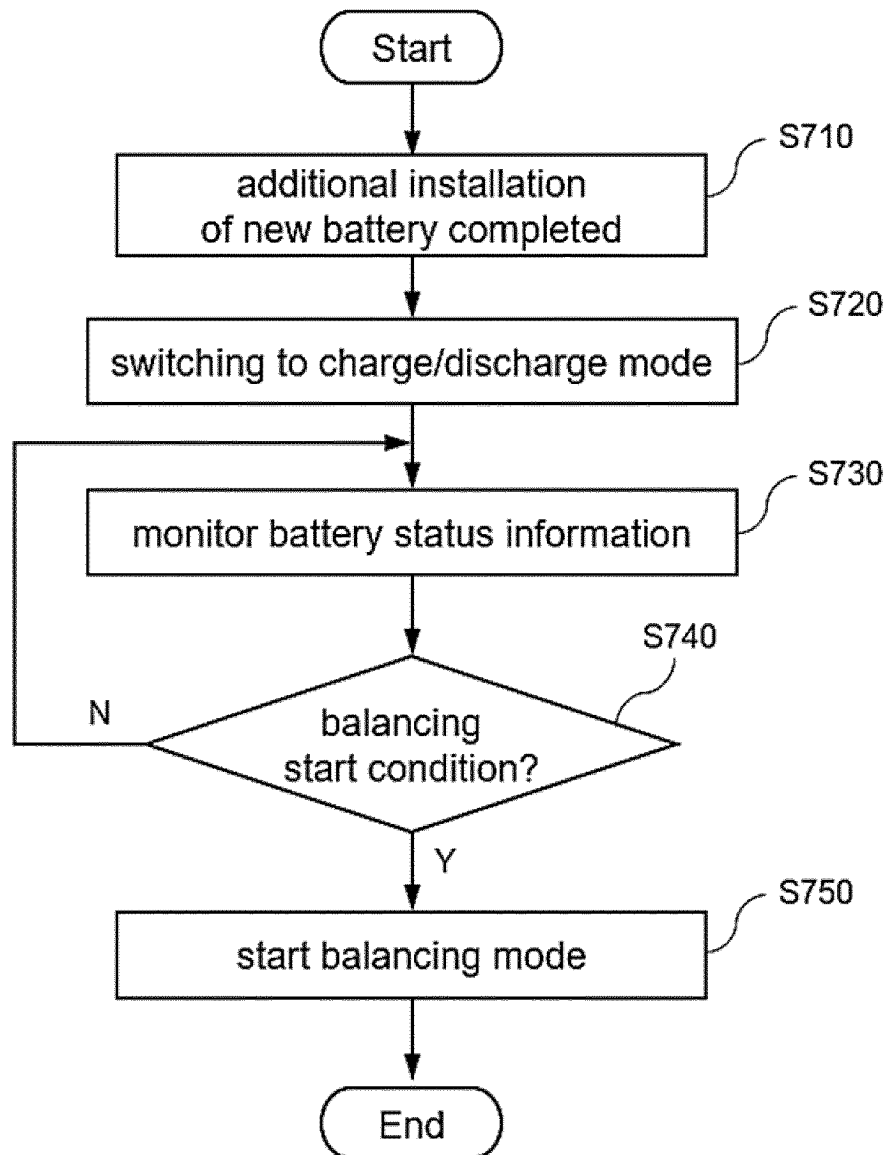 Start
S710
additional installation
of new battery completed
S720
switching to charge/discharge mode
S730
monitor battery status information
S740
N
balancing
start condition?
Y
S750
start balancing mode
End